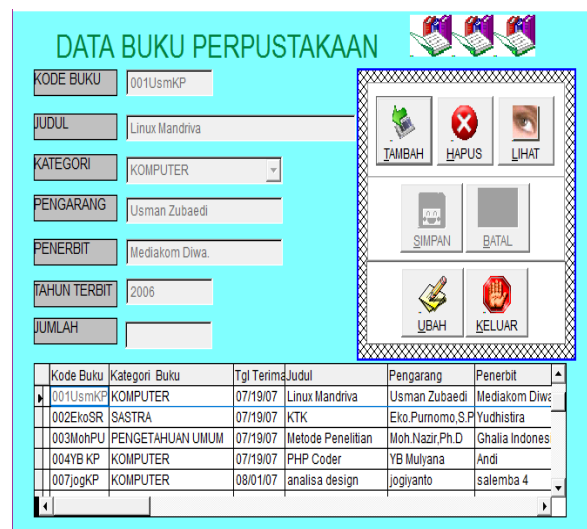 DATA BUKU PERPUSTAKAAN
KODE BUKU 001UsmKP
JUDUL Linux Mandriva
KATEGORI KOMPUTER
PENGARANG Usman Zubaedi
PENERBIT Mediakom Diwa.
TAHUN TERBIT 2006
JUMLAH
TAMBAH HAPUS LIHAT
SIMPAN BATAL
UBAH KELUAR
Kode Buku Kategori Buku Tgl Terima Judul Pengarang Penerbit
001UsmKP KOMPUTER 07/19/07 Linux Mandriva Usman Zubaedi Mediakom Diwa
002EkoSR SASTRA 07/19/07 KTK Eko.Purnomo,S.P Yudhistira
003MohPU PENGETAHUAN UMUM 07/19/07 Metode Penelitian Moh.Nazir,Ph.D Ghalia Indones
004YB KP KOMPUTER 07/19/07 PHP Coder YB Mulyana Andi
007jogKP KOMPUTER 08/01/07 analisa design jogiyanto salemba 4